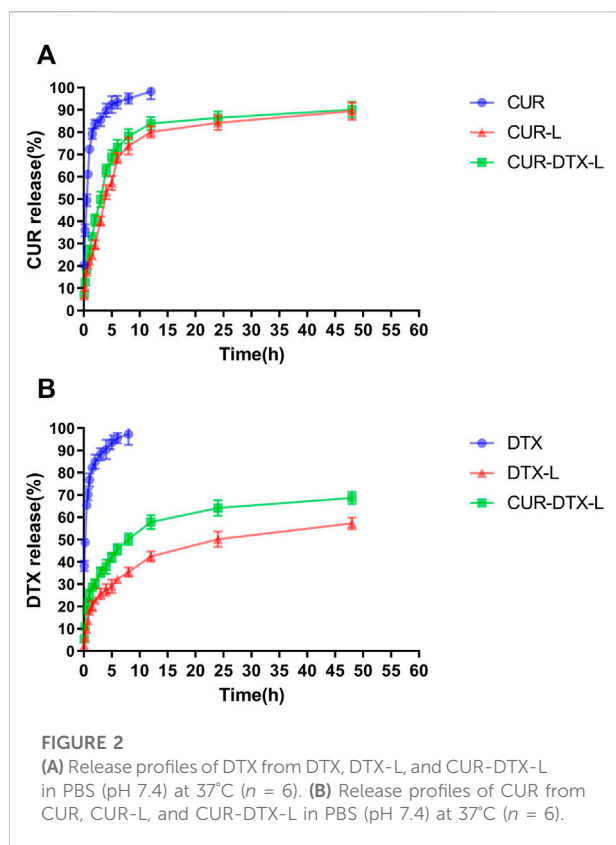 A
100
90
80
70
60
50
40
30
20
10
0
CUR release(%)
0 5 10 15 20 25 30 35 40 45 50 55 60
Time(h)
CUR
CUR-L
CUR-DTX-L
B
100
90
80
70
60
50
40
30
20
10
0
DTX release(%)
0 5 10 15 20 25 30 35 40 45 50 55 60
Time(h)
DTX
DTX-L
CUR-DTX-L
FIGURE 2
(A) Release profiles of DTX from DTX, DTX-L, and CUR-DTX-L
in PBS (pH 7.4) at 37°C (n = 6). (B) Release profiles of CUR from
CUR, CUR-L, and CUR-DTX-L in PBS (pH 7.4) at 37°C (n = 6).